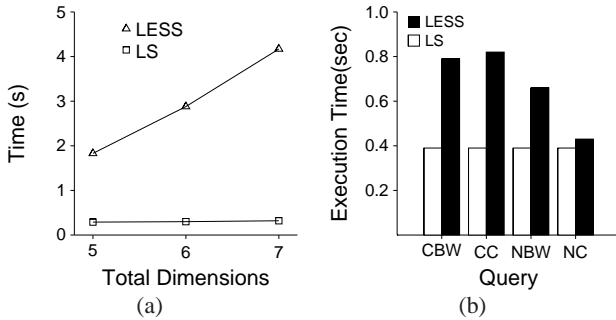 5
4
3
2
1
0
Time (s)
LESS
LS
5 6 7
Total Dimensions
(a)
1.0
0.8
0.6
0.4
0.2
Execution Time(sec)
LESS
LS
CBW CC NBW NC
Query
(b)